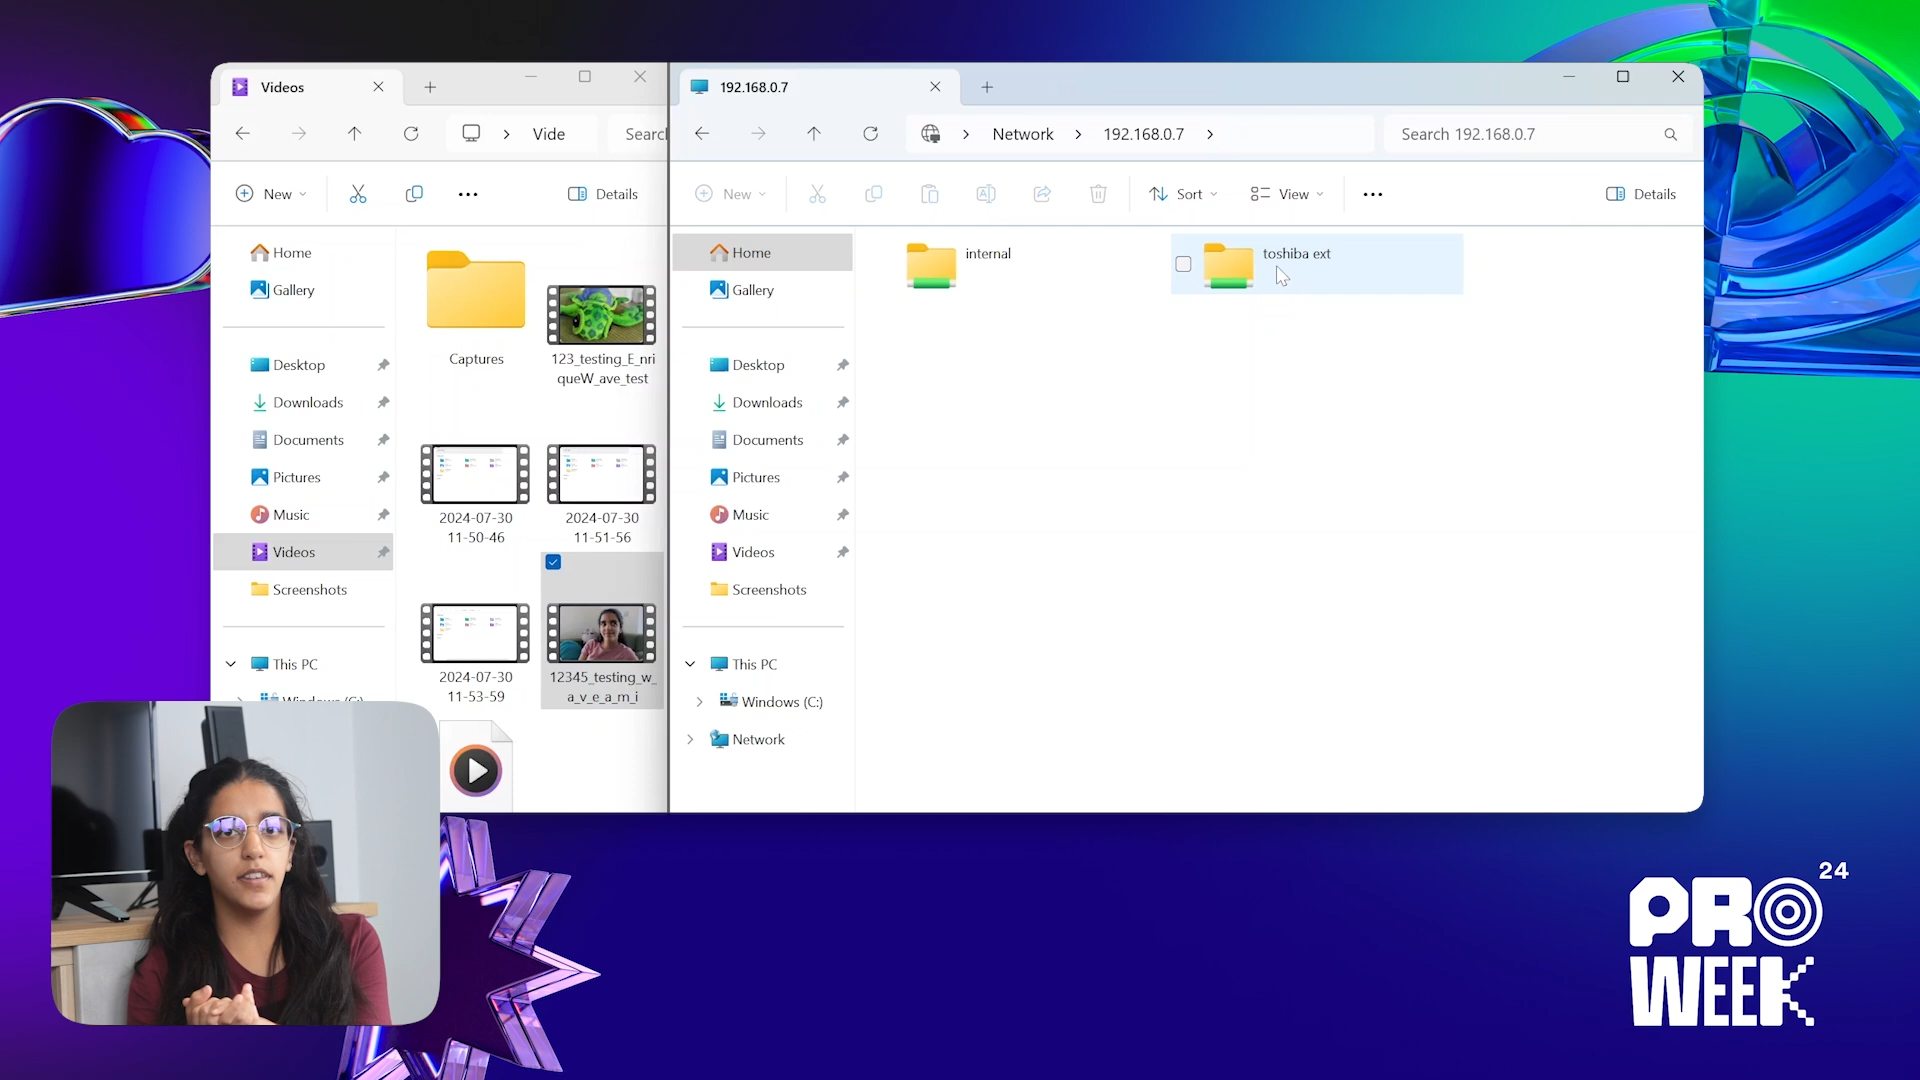 Videos
Vide
Searc
New
Details
Home
Gallery
Desktop
Downloads
Documents
Pictures
Music
Videos
Screenshots
This PC
Windows (C:)
Captures
123_testing_E_nri
queW_ave_test
2024-07-30
11-50-46
2024-07-30
11-51-56
2024-07-30
11-53-59
12345_testing_w_
a_v_e_a_m_i
192.168.0.7
Network
192.168.0.7
Search 192.168.0.7
New
Sort
View
Details
Home
Gallery
Desktop
Downloads
Documents
Pictures
Music
Videos
Screenshots
This PC
Windows (C:)
Network
internal
toshiba ext
PRO
24
WEEK